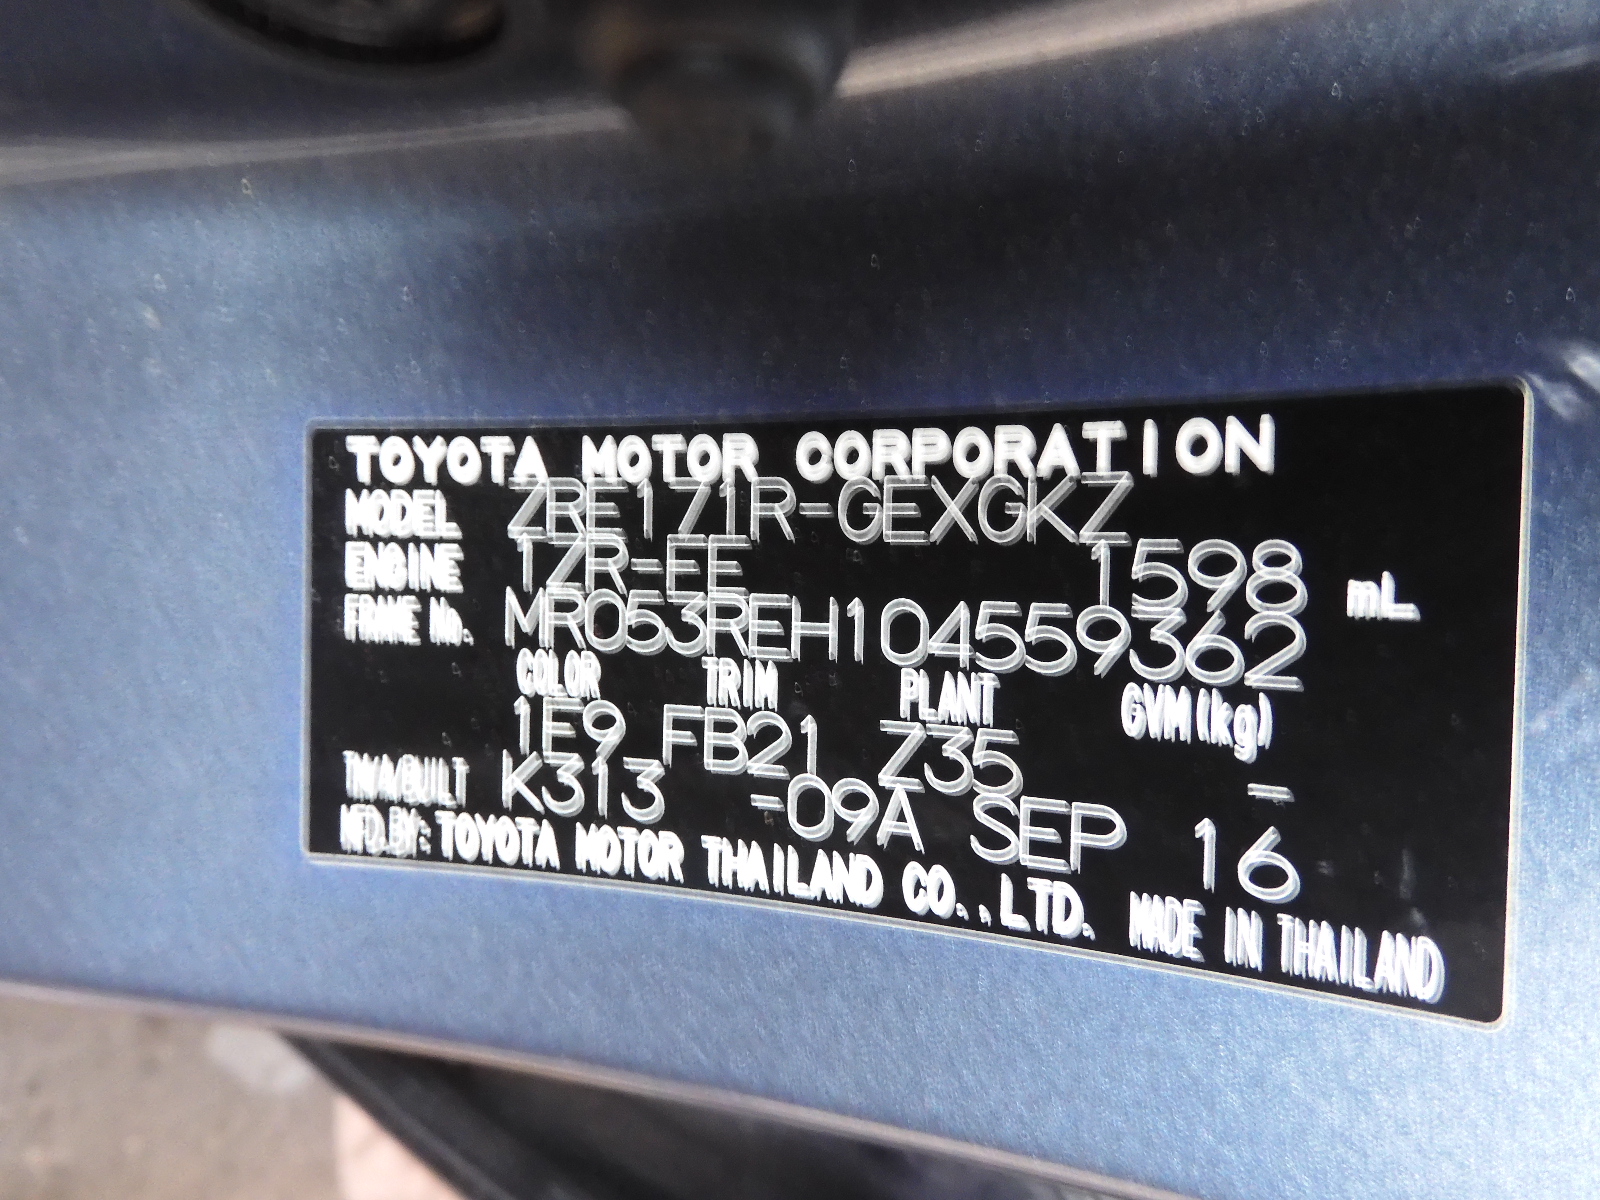 TOYOTA MOTOR CORPORATION
MODEL ZRE171R-GEXGKZ
ENGINE 1ZR-FE 1598 mL
FRAME No. MR053REH104559362
COLOR TRIM PLANT GVM(kg)
1E9 FB21 Z35 -
TM/A/BUILT K313 -09A SEP 16
MFD.BY: TOYOTA MOTOR THAILAND CO.,LTD. MADE IN THAILAND